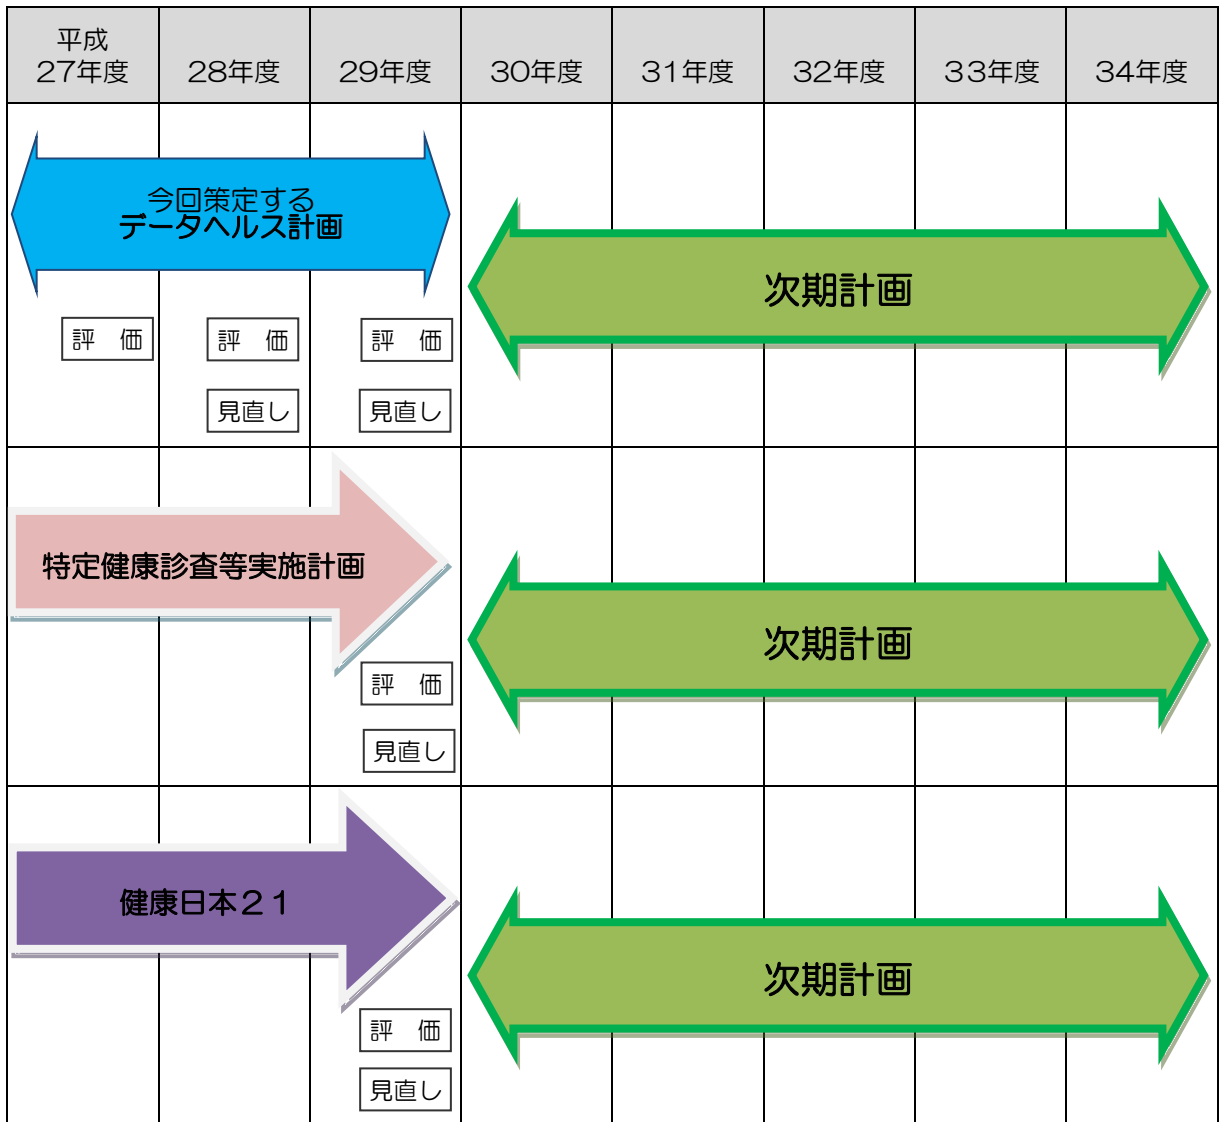 平成
27年度
28年度
29年度
30年度
31年度
32年度
33年度
34年度
今回策定する
データヘルス計画
次期計画
評　価
評　価
評　価
見直し
見直し
特定健康診査等実施計画
次期計画
評　価
見直し
健康日本２１
次期計画
評　価
見直し